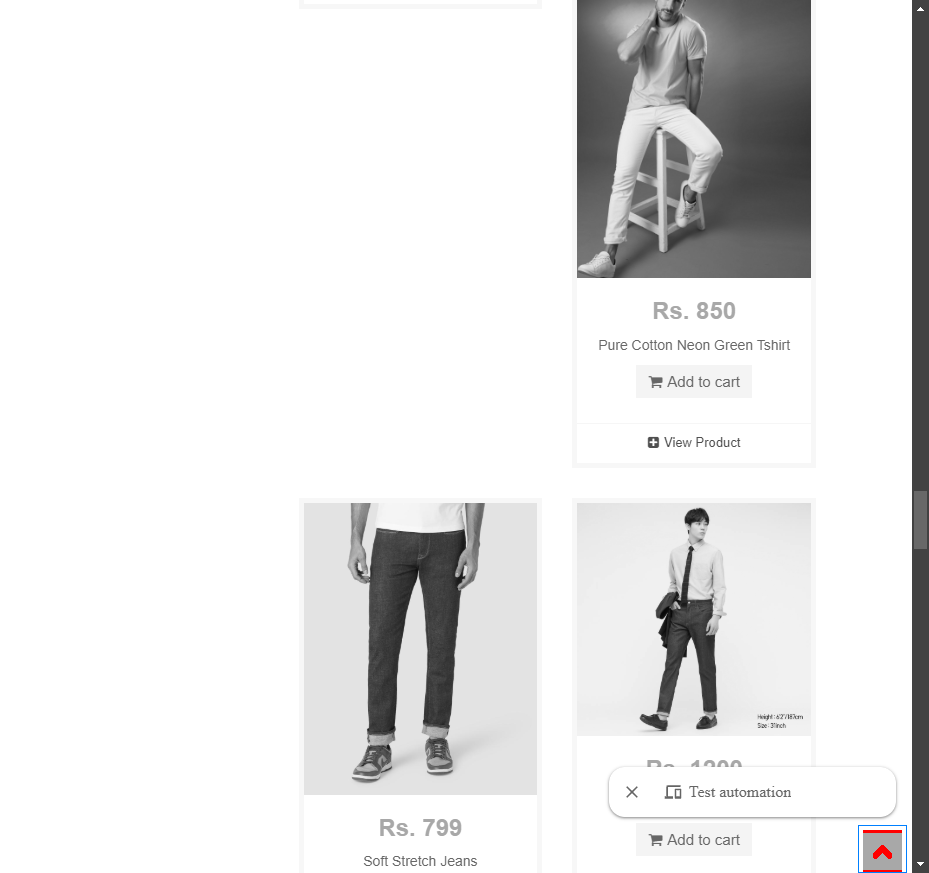 Rs. 850
Pure Cotton Neon Green Tshirt
Add to cart
View Product
Height : 6'2"/187cm
Size : 31inch
Rs. 799
Soft Stretch Jeans
Rs. 1200
Test automation
Add to cart